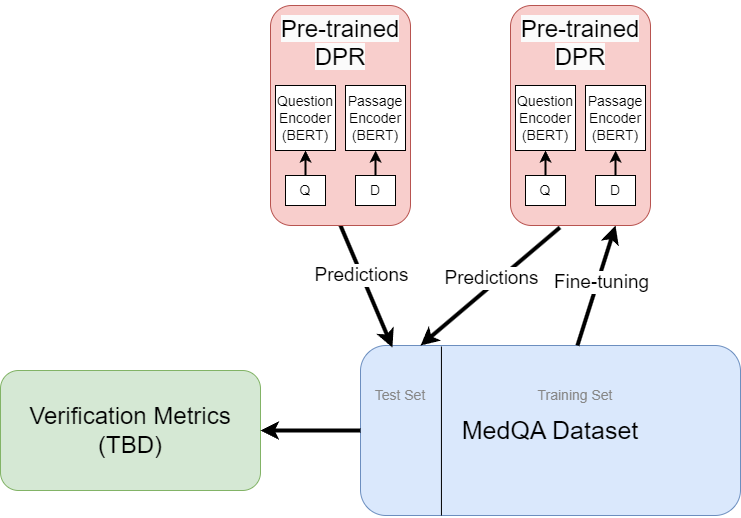 Pre-trained
DPR
Question
Encoder
(BERT)
Passage
Encoder
(BERT)
Q
D
Pre-trained
DPR
Question
Encoder
(BERT)
Passage
Encoder
(BERT)
Q
D
Predictions
Predictions
Fine-tuning
Test Set
Training Set
MedQA Dataset
Verification Metrics
(TBD)